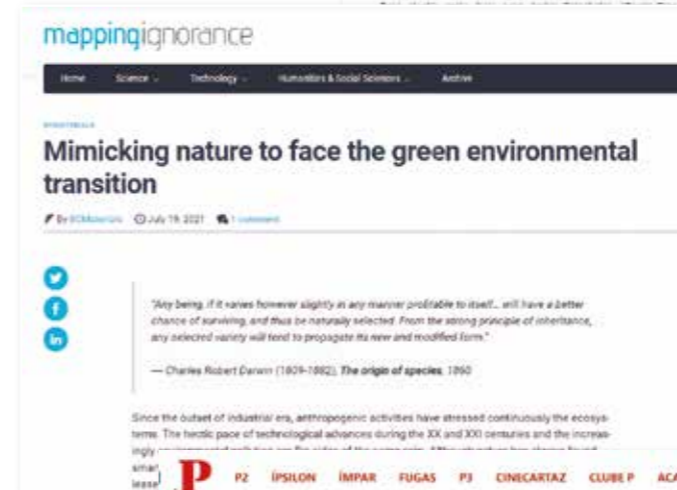 mappingignorance
Home Science Technology Humanities & Social Sciences Archive
Mimicking nature to face the green environmental
transition
By BCMaterials July 19, 2021 1 comment
"Any being, if it varies however slightly in any manner profitable to itself... will have a better
chance of surviving, and thus be naturally selected. From the strong principle of inheritance,
any selected variety will tend to propagate its new and modified form."
— Charles Robert Darwin (1809-1882), The origin of species, 1860
Since the outset of industrial era, anthropogenic activities have stressed continuously the ecosys-
tems. The hectic pace of technological advances during the XX and XXI centuries and the increas-
ingly
smart
P P2 ÍPSILON ÍMPAR FUGAS P3 CINECARTAZ CLUBE P ACA
lease